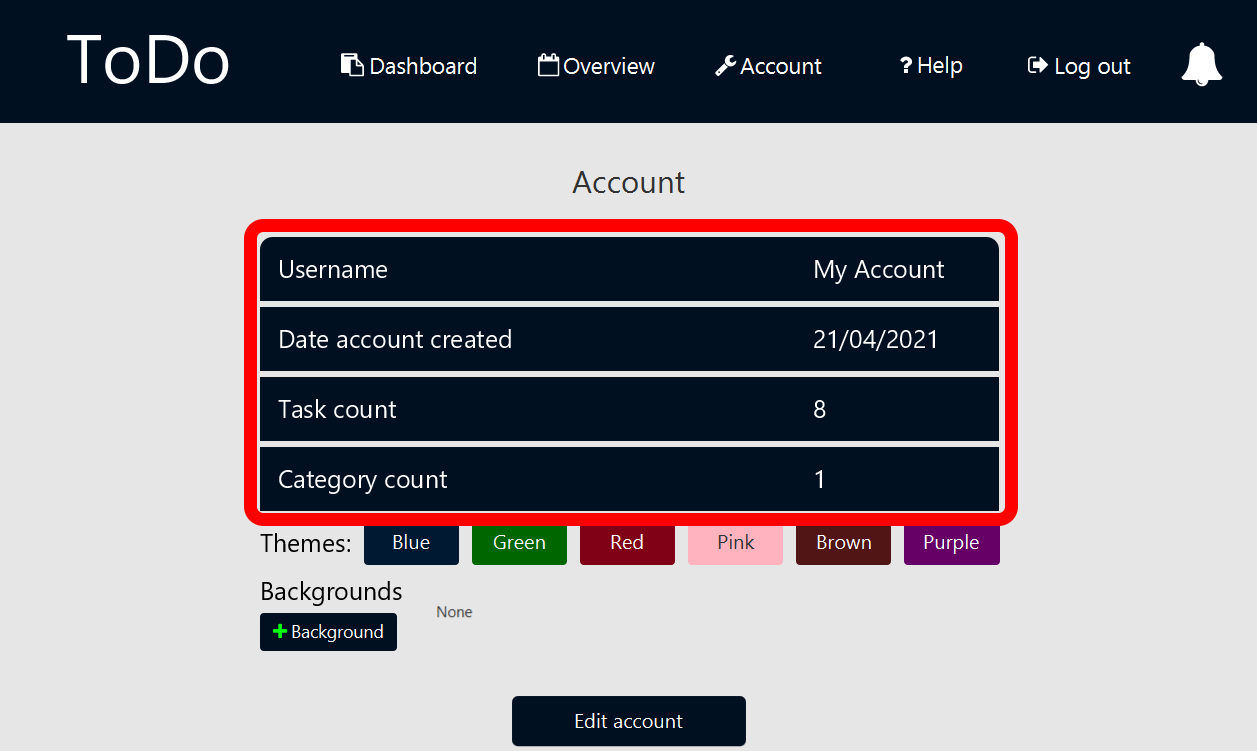 ToDo
Dashboard
Overview
Account
? Help
Log out
Account
Username My Account
Date account created 21/04/2021
Task count 8
Category count 1
Themes: Blue Green Red Pink Brown Purple
Backgrounds
None
+ Background
Edit account